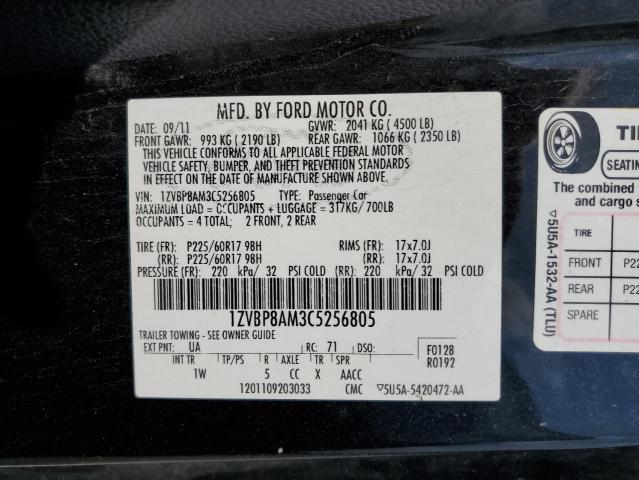 MFD. BY FORD MOTOR CO.
DATE: 09/11 GVWR: 2041 KG ( 4500 LB)
FRONT GAWR: 993 KG ( 2190 LB) REAR GAWR: 1066 KG ( 2350 LB)
THIS VEHICLE CONFORMS TO ALL APPLICABLE FEDERAL MOTOR
VEHICLE SAFETY, BUMPER, AND THEFT PREVENTION STANDARDS
IN EFFECT ON THE DATE OF MANUFACTURE SHOWN ABOVE.
VIN: 1ZVBP8AM3C5256805 TYPE: Passenger Car
MAXIMUM LOAD = OCCUPANTS + LUGGAGE = 317KG/ 700LB
OCCUPANTS = 4 TOTAL; 2 FRONT, 2 REAR
TIRE (FR): P225/60R17 98H RIMS (FR): 17x7.0J
(RR): P225/60R17 98H (RR): 17x7.0J
PRESSURE (FR): 220 kPa/ 32 PSI COLD (RR): 220 kPa/ 32 PSI COLD
1ZVBP8AM3C5256805
TRAILER TOWING - SEE OWNER GUIDE
EXT PNT: UA RC: 71 DSO: F0128
R0192
INT TR TP/PS R AXLE TR SPR
1W 5 CC X AACC
1201109203033 CMC ▽5U5A-5420472-AA
▽5U5A-1532-AA (TLU)
TI
SEATIN
The combined
and cargo s
TIRE
FRONT P22
REAR P22
SPARE